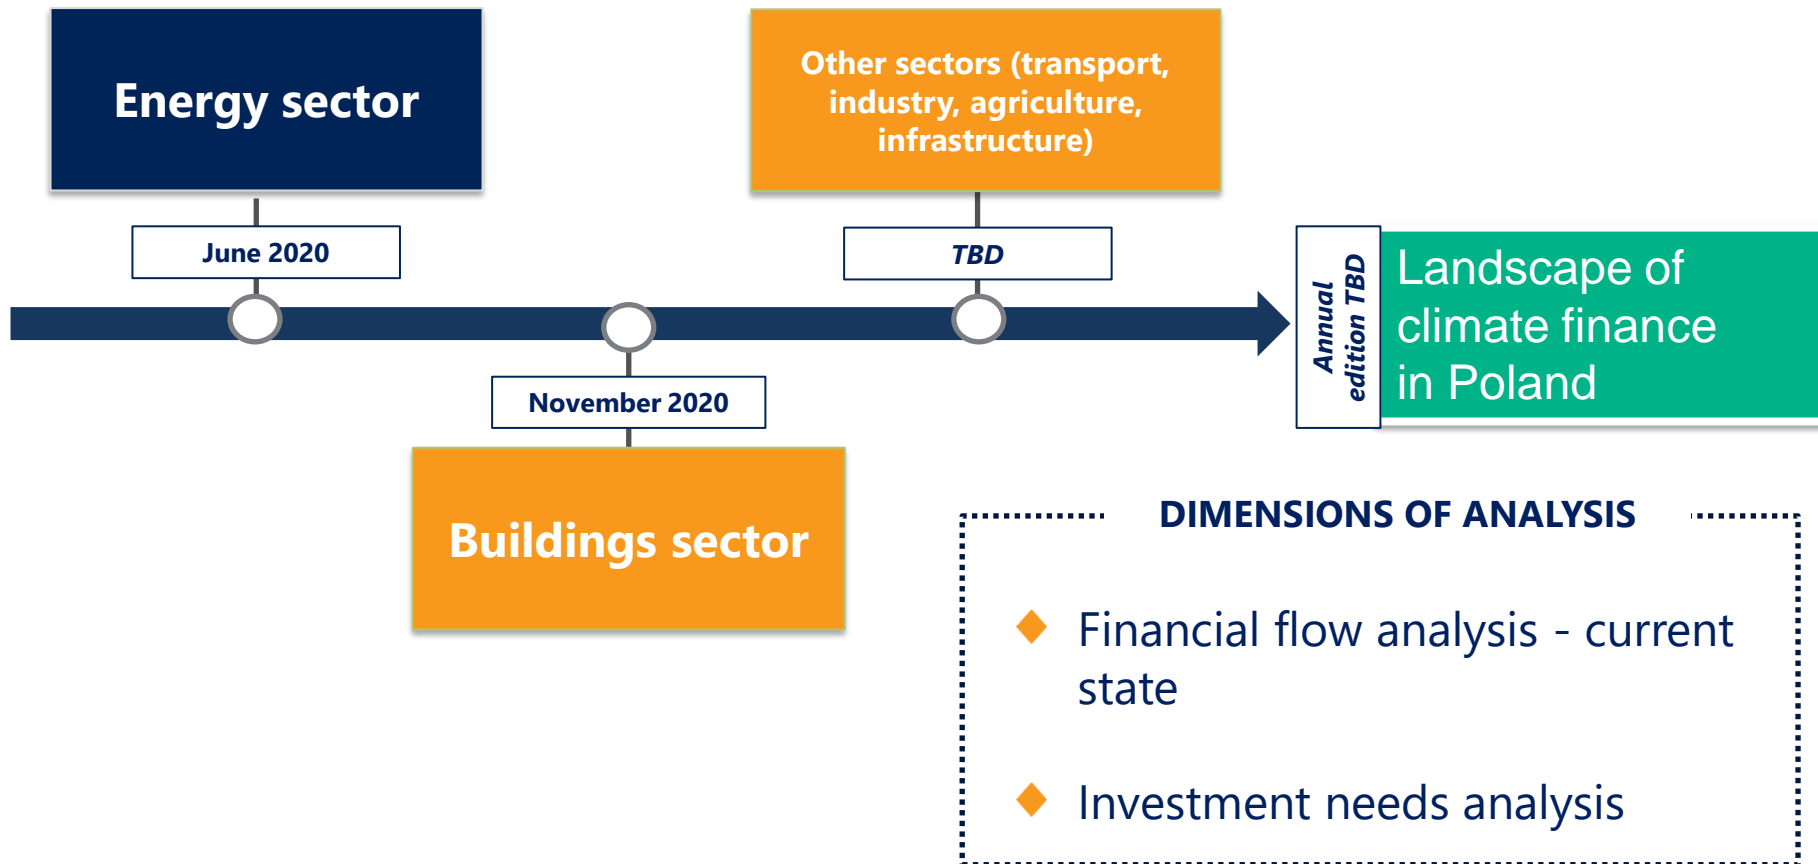 Energy sector
June 2020
Other sectors (transport,
industry, agriculture,
infrastructure)
TBD
Annual
edition TBD
Landscape of
climate finance
in Poland
November 2020
Buildings sector
DIMENSIONS OF ANALYSIS
Financial flow analysis - current
state
Investment needs analysis